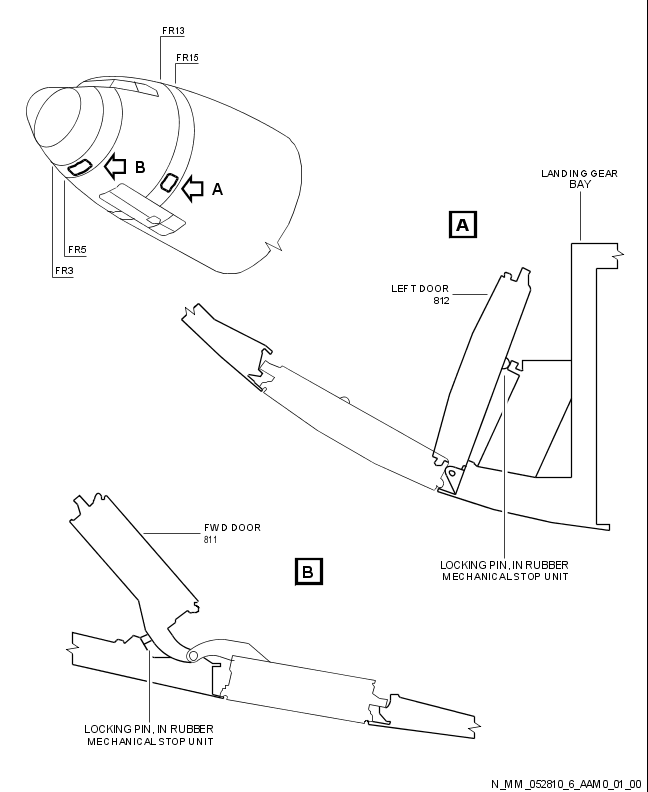 FR13
FR15
B
A
FR5
FR3
LANDING GEAR
BAY
A
LEFT DOOR
812
LOCKING PIN, IN RUBBER
MECHANICAL STOP UNIT
FWD DOOR
811
B
LOCKING PIN, IN RUBBER
MECHANICAL STOP UNIT
N_MM_052810_6_AAM0_01_00